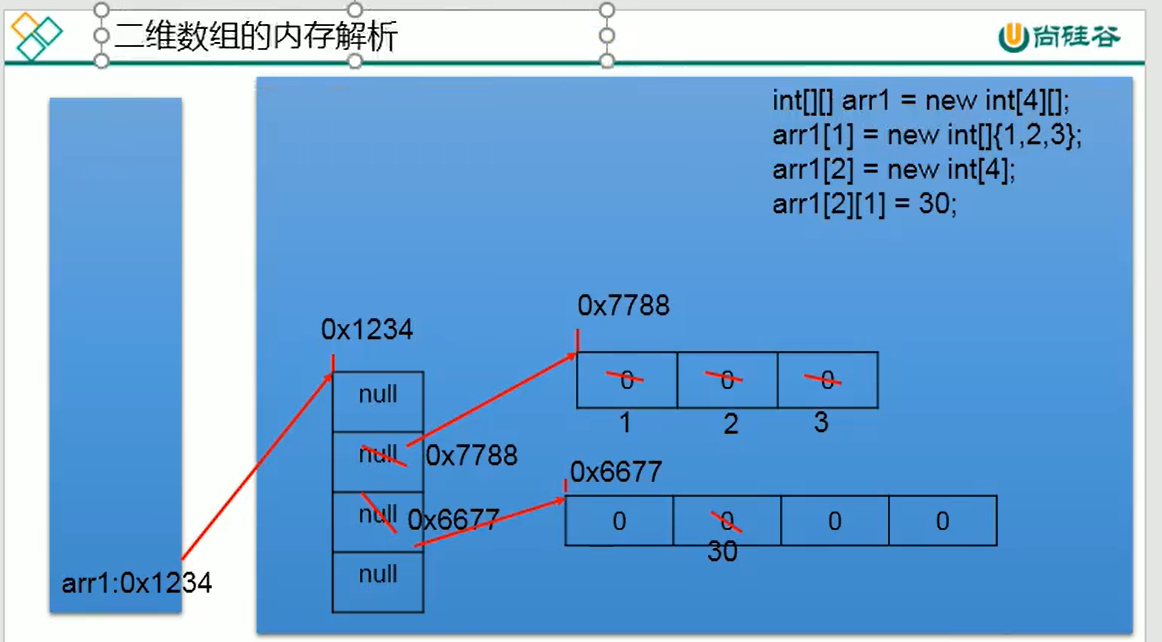 二维数组的内存解析
尚硅谷
int[][] arr1 = new int[4][];
arr1[1] = new int[]{1,2,3};
arr1[2] = new int[4];
arr1[2][1] = 30;
0x7788
0x1234
null
0 0 0
1 2 3
null 0x7788
0x6677
null 0x6677
0 0 0 0
30
null
arr1:0x1234